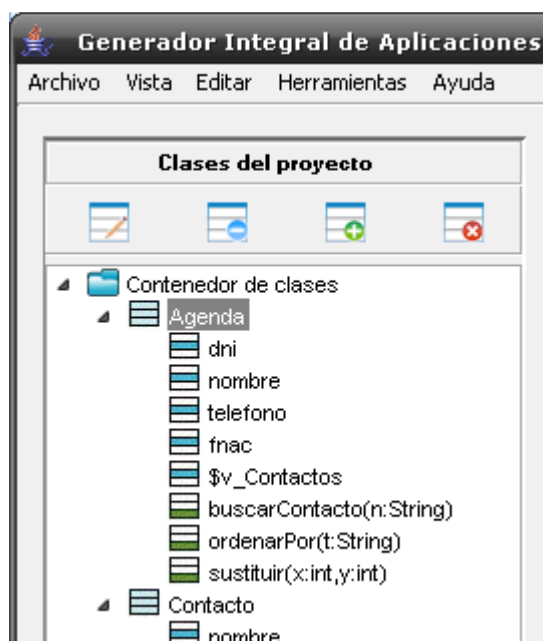 Generador Integral de Aplicaciones
Archivo Vista Editar Herramientas Ayuda
Clases del proyecto
Contenedor de clases
Agenda
dni
nombre
telefono
fnac
$v_Contactos
buscarContacto(n:String)
ordenarPor(t:String)
sustituir(x:int,y:int)
Contacto
nombre